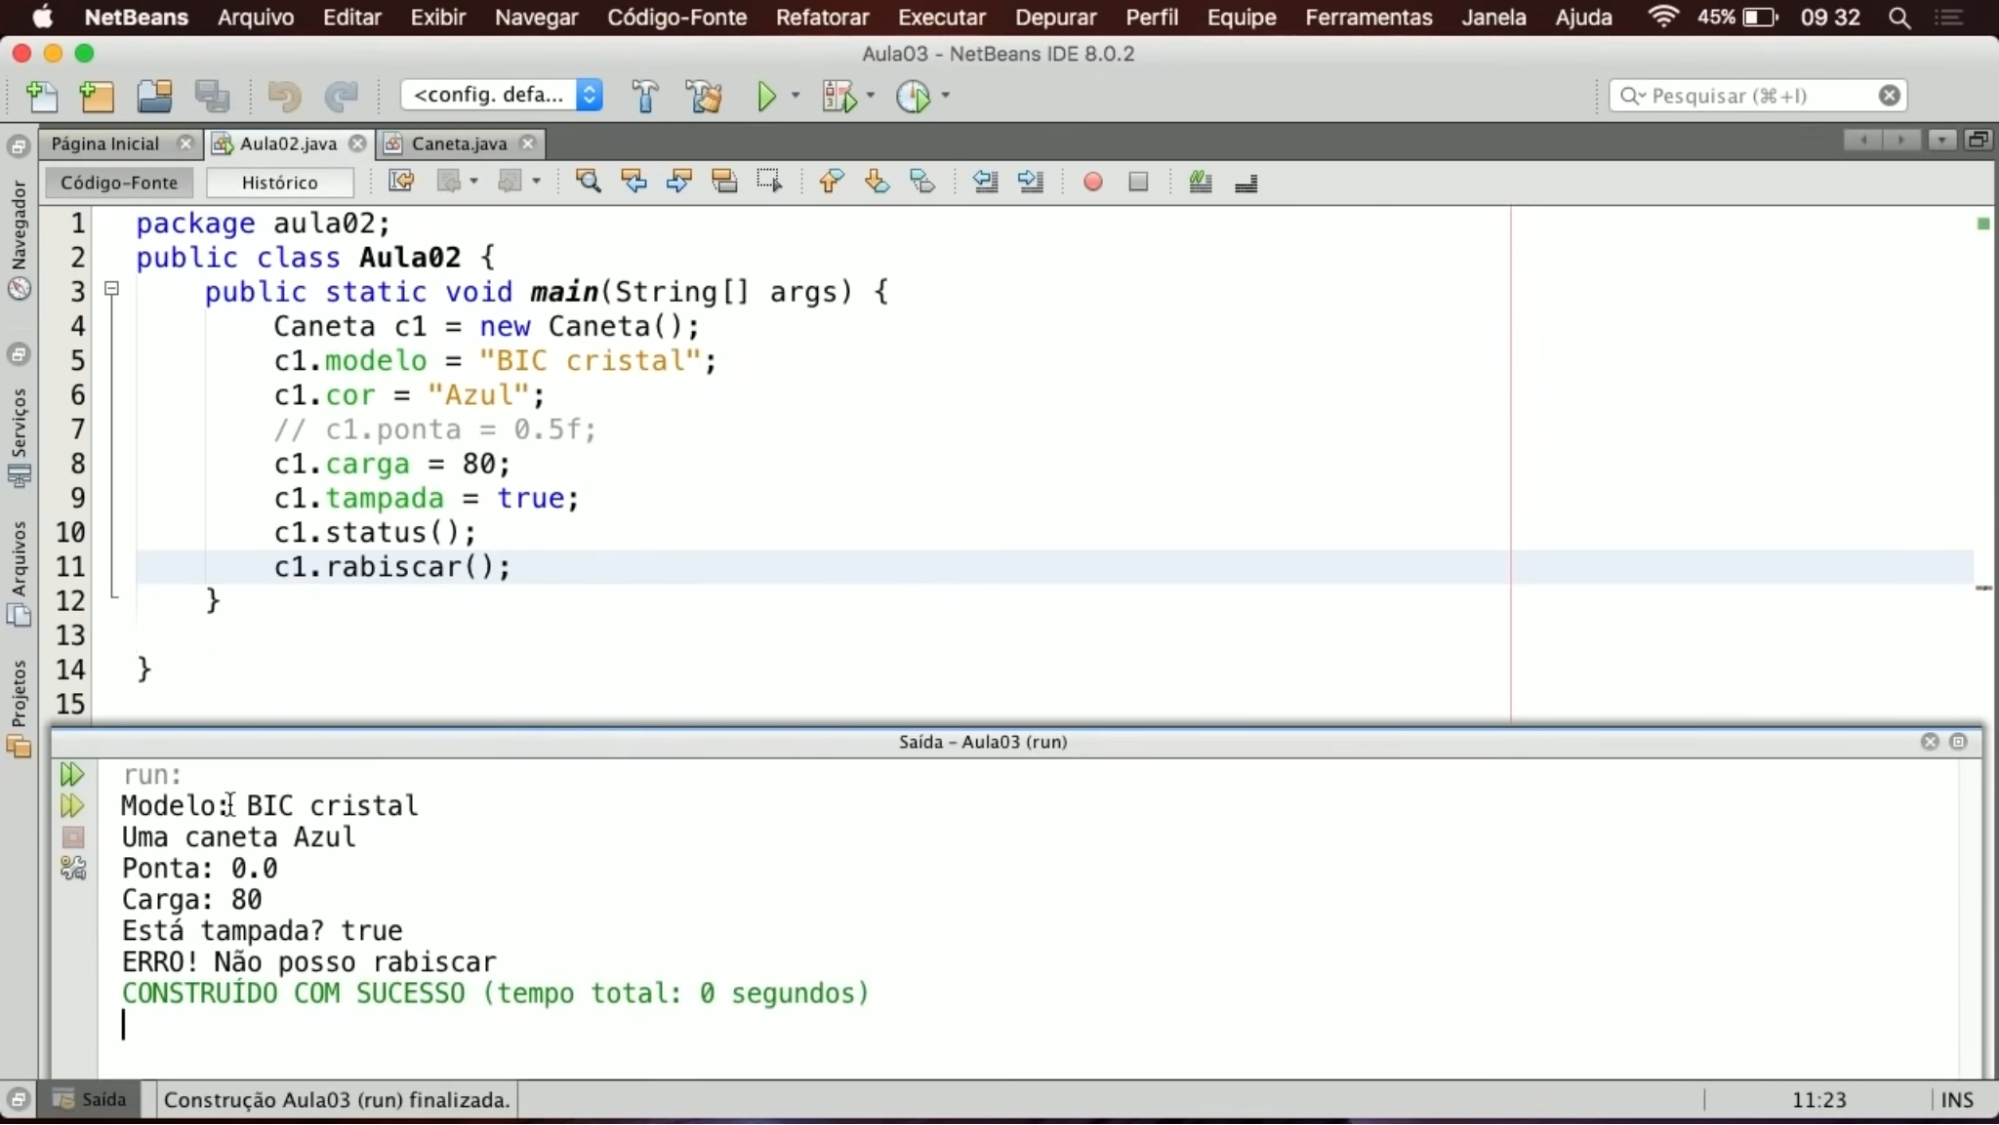 NetBeans Arquivo Editar Exibir Navegar Código-Fonte Refatorar Executar Depurar Perfil Equipe Ferramentas Janela Ajuda 45% 09 32
Aula03 - NetBeans IDE 8.0.2
<config. defa... Pesquisar (⌘+I)
Página Inicial Aula02.java Caneta.java
Código-Fonte Histórico
Navegador
Serviços
Arquivos
Projetos
1 package aula02;
2 public class Aula02 {
3 public static void main(String[] args) {
4 Caneta c1 = new Caneta();
5 c1.modelo = "BIC cristal";
6 c1.cor = "Azul";
7 // c1.ponta = 0.5f;
8 c1.carga = 80;
9 c1.tampada = true;
10 c1.status();
11 c1.rabiscar();
12 }
13
14 }
15
Saída - Aula03 (run)
run:
Modelo: BIC cristal
Uma caneta Azul
Ponta: 0.0
Carga: 80
Está tampada? true
ERRO! Não posso rabiscar
CONSTRUÍDO COM SUCESSO (tempo total: 0 segundos)
Saída Construção Aula03 (run) finalizada. 11:23 INS